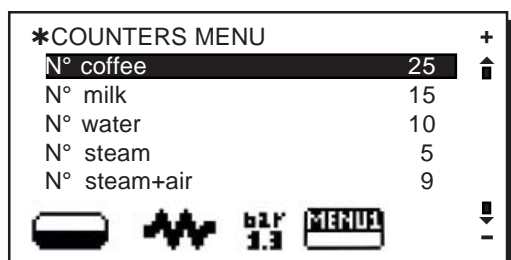 ✱COUNTERS MENU +
N° coffee 25
N° milk 15
N° water 10
N° steam 5
N° steam+air 9
bar MENU1
1.3 -